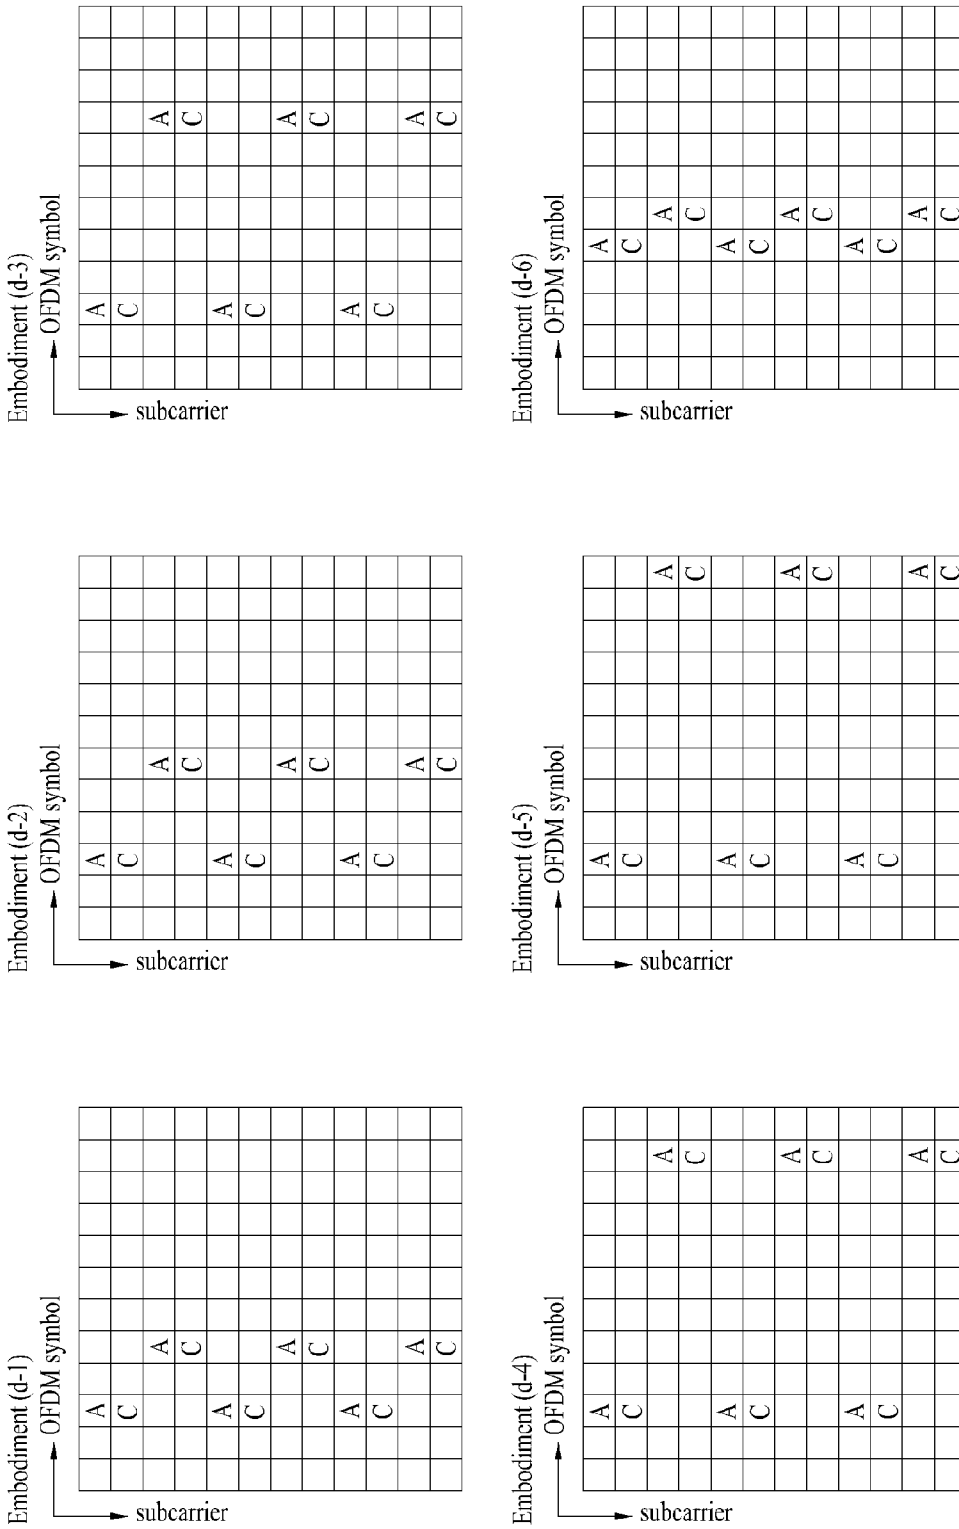 Embodiment (d-1)
OFDM symbol
subcarrier
A
C
A
C
A
C
A
C
A
C
A
C
Embodiment (d-2)
OFDM symbol
subcarrier
A
C
A
C
A
C
A
C
A
C
A
C
Embodiment (d-3)
OFDM symbol
subcarrier
A
C
A
C
A
C
A
C
A
C
A
C
Embodiment (d-4)
OFDM symbol
subcarrier
A
C
A
C
A
C
A
C
A
C
A
C
Embodiment (d-5)
OFDM symbol
subcarrier
A
C
A
C
A
C
A
C
A
C
A
C
Embodiment (d-6)
OFDM symbol
subcarrier
A
C
A
C
A
C
A
C
A
C
A
C